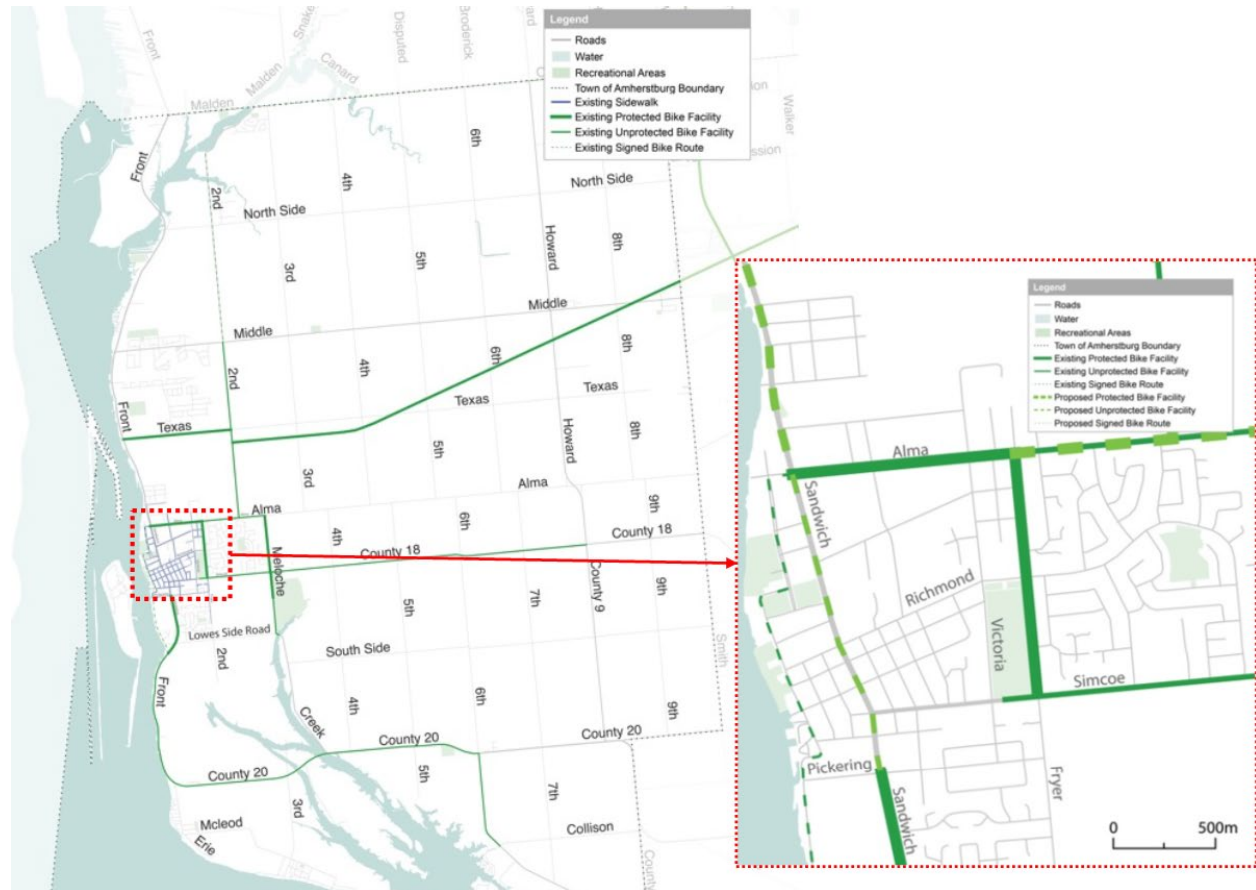 Snake
Disputed
Broderick
Front
Malden
Malden
Canard
Walker
Legend
Roads
Water
Recreational Areas
Town of Amherstburg Boundary
Existing Sidewalk
Existing Protected Bike Facility
Existing Unprotected Bike Facility
Existing Signed Bike Route
Front
2nd
4th
6th
North Side
North Side
3rd
5th
Howard
8th
Middle
Middle
2nd
4th
6th
8th
Front
Texas
Texas
Texas
Howard
8th
5th
3rd
Alma
Alma
9th
6th
4th
County 18
County 18
Meloche
County 9
9th
7th
5th
Lowes Side Road
2nd
South Side
Smith
Front
4th
6th
9th
Creek
County 20
County 20
County 20
3rd
5th
7th
Mcleod
Erie
Collison
County
Legend
Roads
Water
Recreational Areas
Town of Amherstburg Boundary
Existing Protected Bike Facility
Existing Unprotected Bike Facility
Existing Signed Bike Route
Proposed Protected Bike Facility
Proposed Unprotected Bike Facility
Proposed Signed Bike Route
Alma
Sandwich
Richmond
Victoria
Simcoe
Pickering
Sandwich
Fryer
0 500m